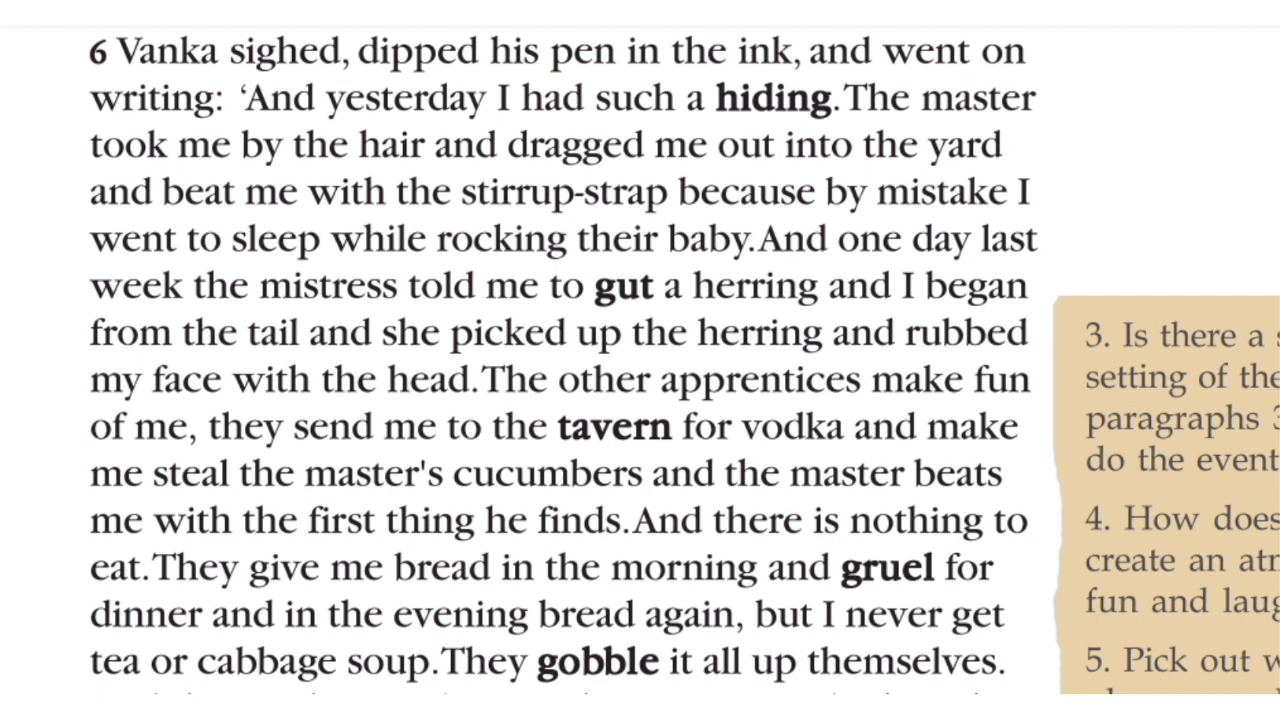 6 Vanka sighed, dipped his pen in the ink, and went on
writing: ‘And yesterday I had such a hiding. The master
took me by the hair and dragged me out into the yard
and beat me with the stirrup-strap because by mistake I
went to sleep while rocking their baby. And one day last
week the mistress told me to gut a herring and I began
from the tail and she picked up the herring and rubbed
my face with the head. The other apprentices make fun
of me, they send me to the tavern for vodka and make
me steal the master's cucumbers and the master beats
me with the first thing he finds. And there is nothing to
eat. They give me bread in the morning and gruel for
dinner and in the evening bread again, but I never get
tea or cabbage soup. They gobble it all up themselves.
3. Is there a
setting of the
paragraphs
do the event
4. How does
create an
fun and
5. Pick out